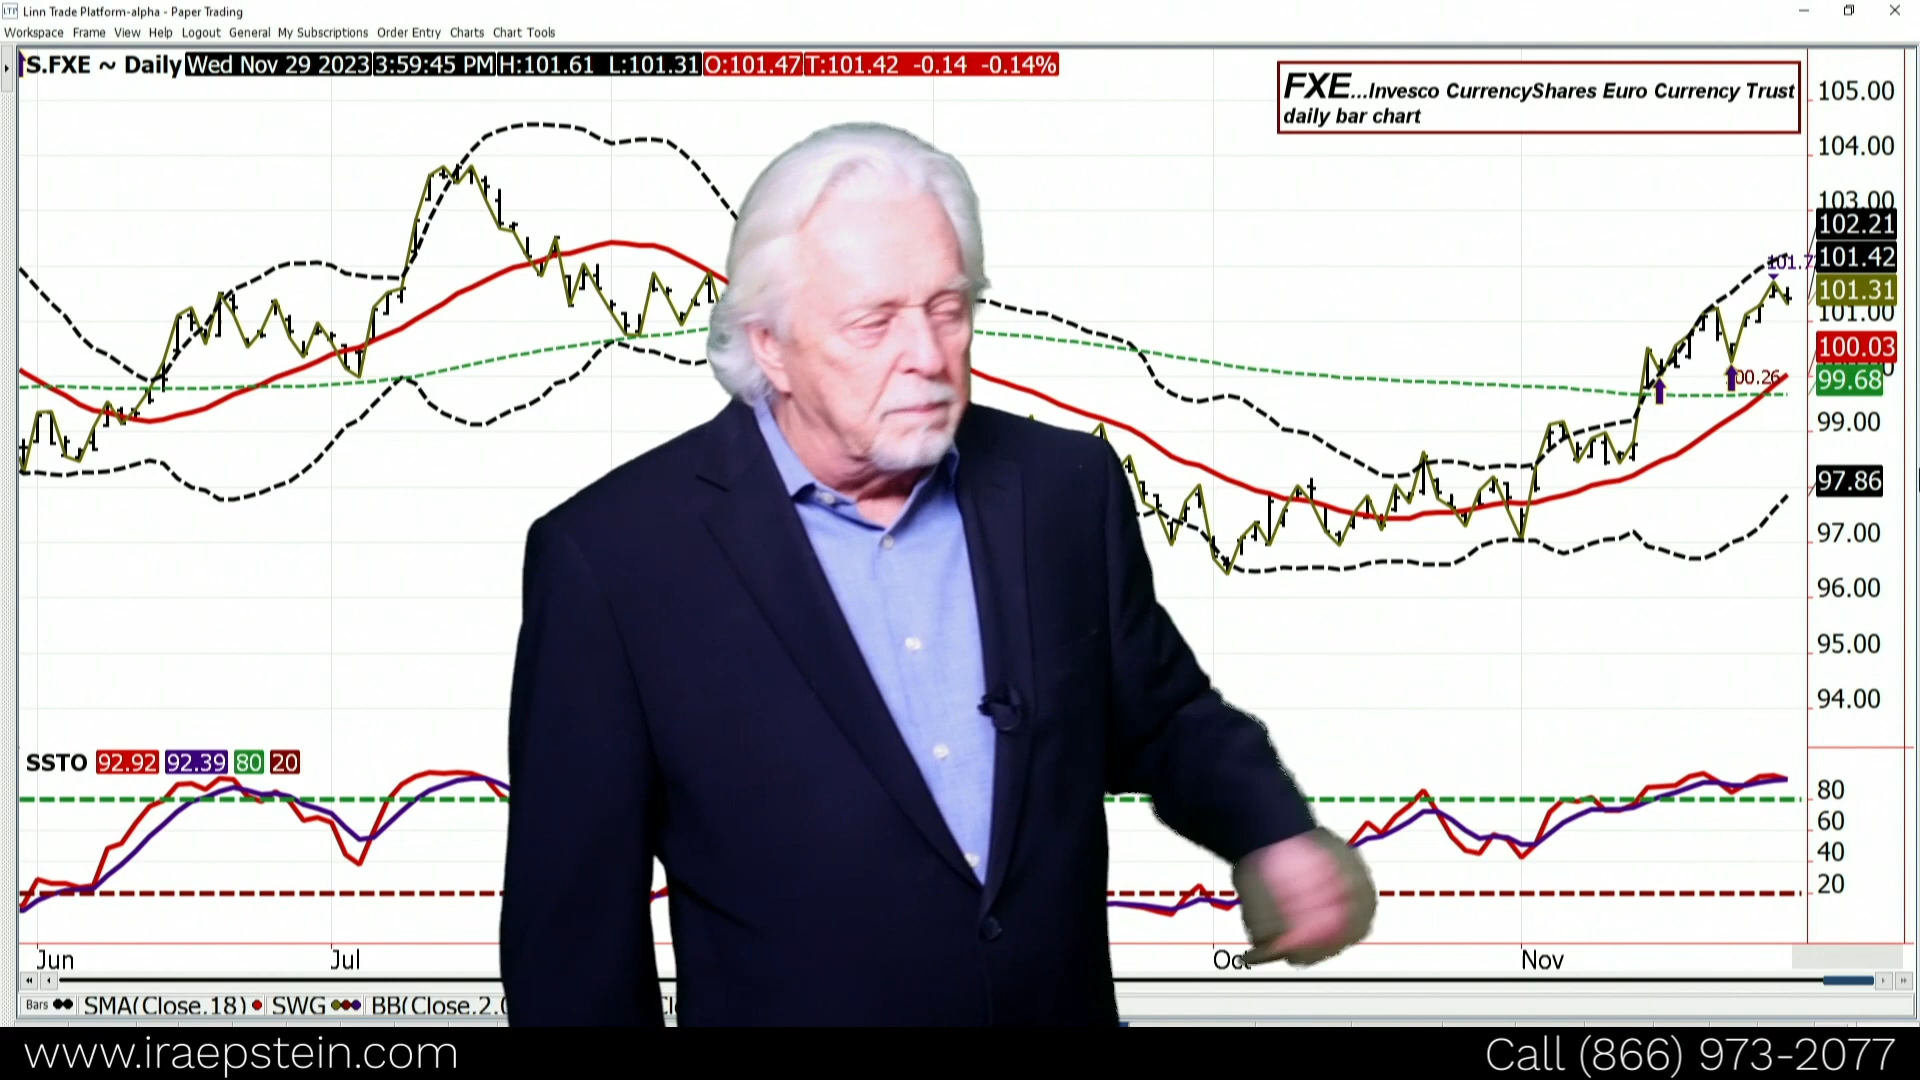 Linn Trade Platform-alpha - Paper Trading
Workspace Frame View Help Logout General My Subscriptions Order Entry Charts Chart Tools
S.FXE ~ Daily Wed Nov 29 2023 3:59:45 PM H:101.61 L:101.31 O:101.47 T:101.42 -0.14 -0.14%
FXE...Invesco CurrencyShares Euro Currency Trust
daily bar chart
105.00
104.00
103.00
102.21
101.42
101.31
101.00
100.03
99.68
99.00
97.86
97.00
96.00
95.00
94.00
SSTO 92.92 92.39 80 20
80
60
40
20
Jun Jul Oct Nov
Bars SMA(Close,18) SWG BB(Close,2.0
www.iraepstein.com
Call (866) 973-2077